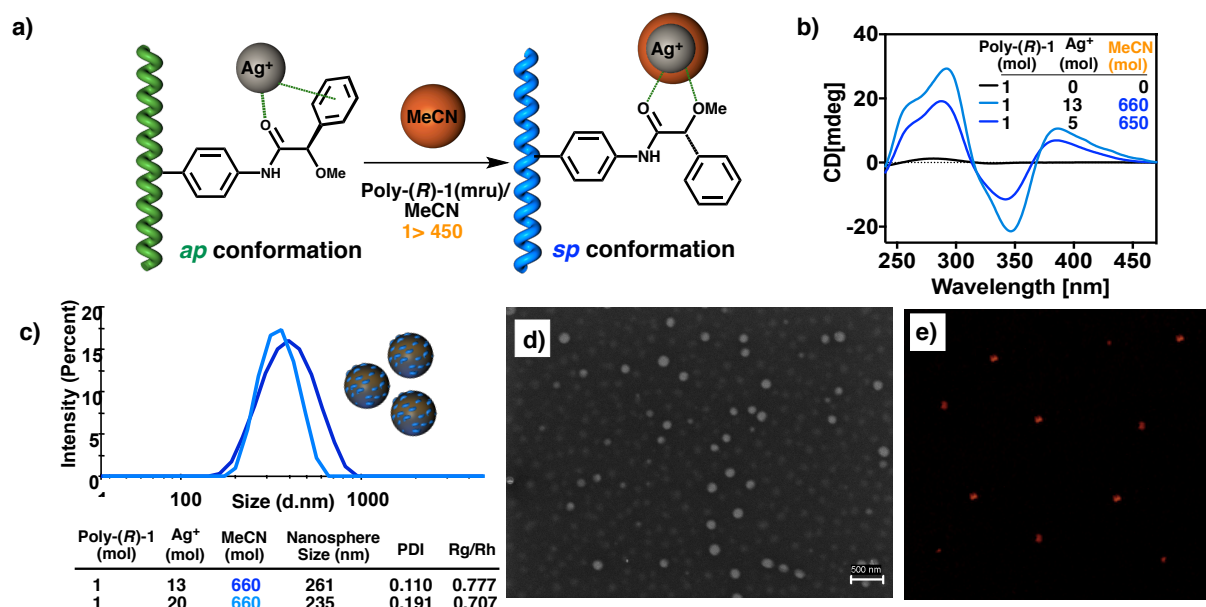 a)
Ag+
O
NH
OMe
ap conformation
MeCN
Poly-(R)-1(mru)/
MeCN
1> 450
Ag+
O
OMe
NH
sp conformation
b)
CD[mdeg]
40
20
0
-20
240
300
350
400
450
Wavelength [nm]
Poly-(R)-1 Ag+ MeCN
(mol) (mol) (mol)
1 0 0
1 13 660
1 5 650
c)
Intensity (Percent)
20
15
10
5
0
100
1000
Size (d.nm)
Poly-(R)-1 Ag+ MeCN Nanosphere PDI Rg/Rh
(mol) (mol) (mol) Size (nm)
1 13 660 261 0.110 0.777
1 20 660 235 0.191 0.707
d)
500 nm
e)